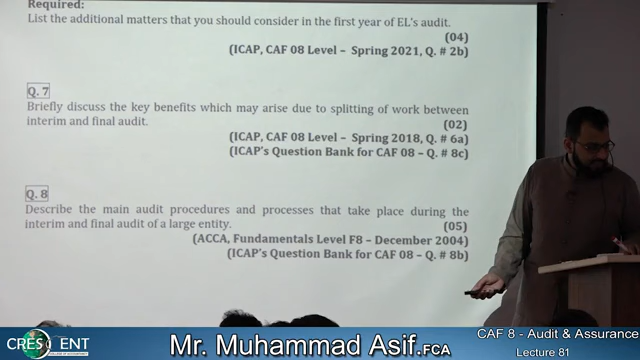 Required:
List the additional matters that you should consider in the first year of EL's audit.
(04)
(ICAP, CAF 08 Level – Spring 2021, Q. # 2b)
Q. 7
Briefly discuss the key benefits which may arise due to splitting of work between
interim and final audit.
(02)
(ICAP, CAF 08 Level – Spring 2018, Q. # 6a)
(ICAP's Question Bank for CAF 08 – Q. # 8c)
Q. 8
Describe the main audit procedures and processes that take place during the
interim and final audit of a large entity.
(05)
(ACCA, Fundamentals Level F8 – December 2004)
(ICAP's Question Bank for CAF 08 – Q. # 8b)
CRESCENT
COLLEGE OF ACCOUNTANCY
Mr. Muhammad Asif.FCA
CAF 8 - Audit & Assurance
Lecture 81